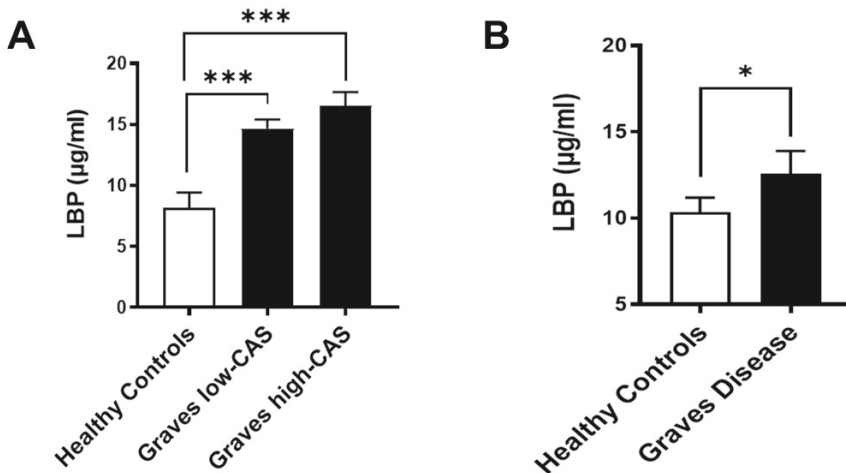 A
***
***
LBP (µg/ml)
20
15
10
5
0
Healthy Controls
Graves low-CAS
Graves high-CAS
B
*
LBP (µg/ml)
20
15
10
5
Healthy Controls
Graves Disease